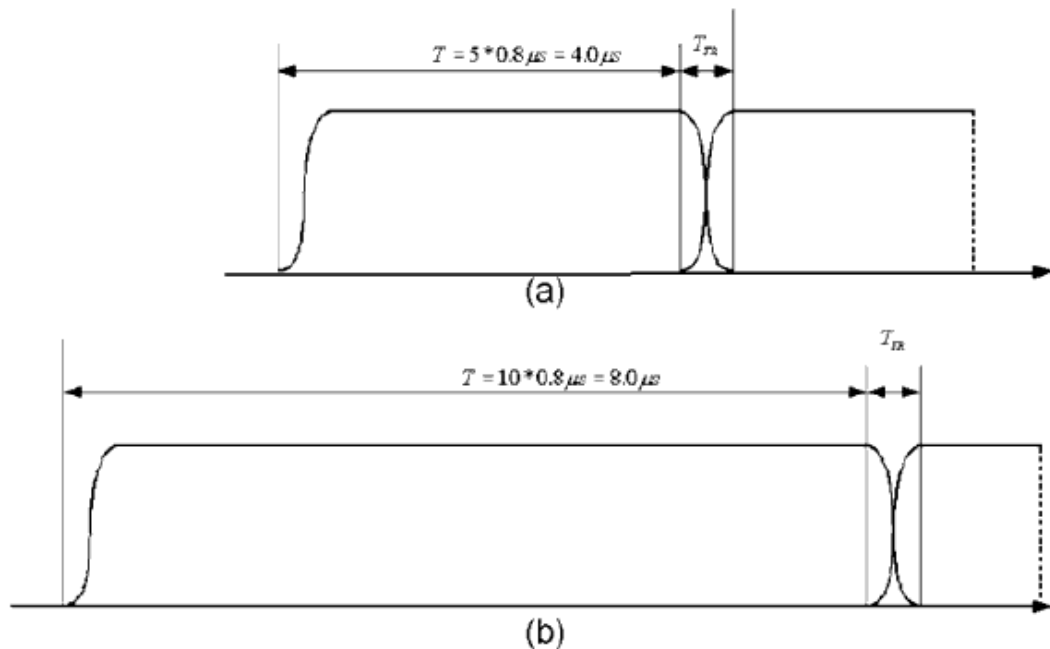 T = 5*0.8μs = 4.0μs
T_TR
(a)
T_TR
T = 10*0.8μs = 8.0μs
(b)